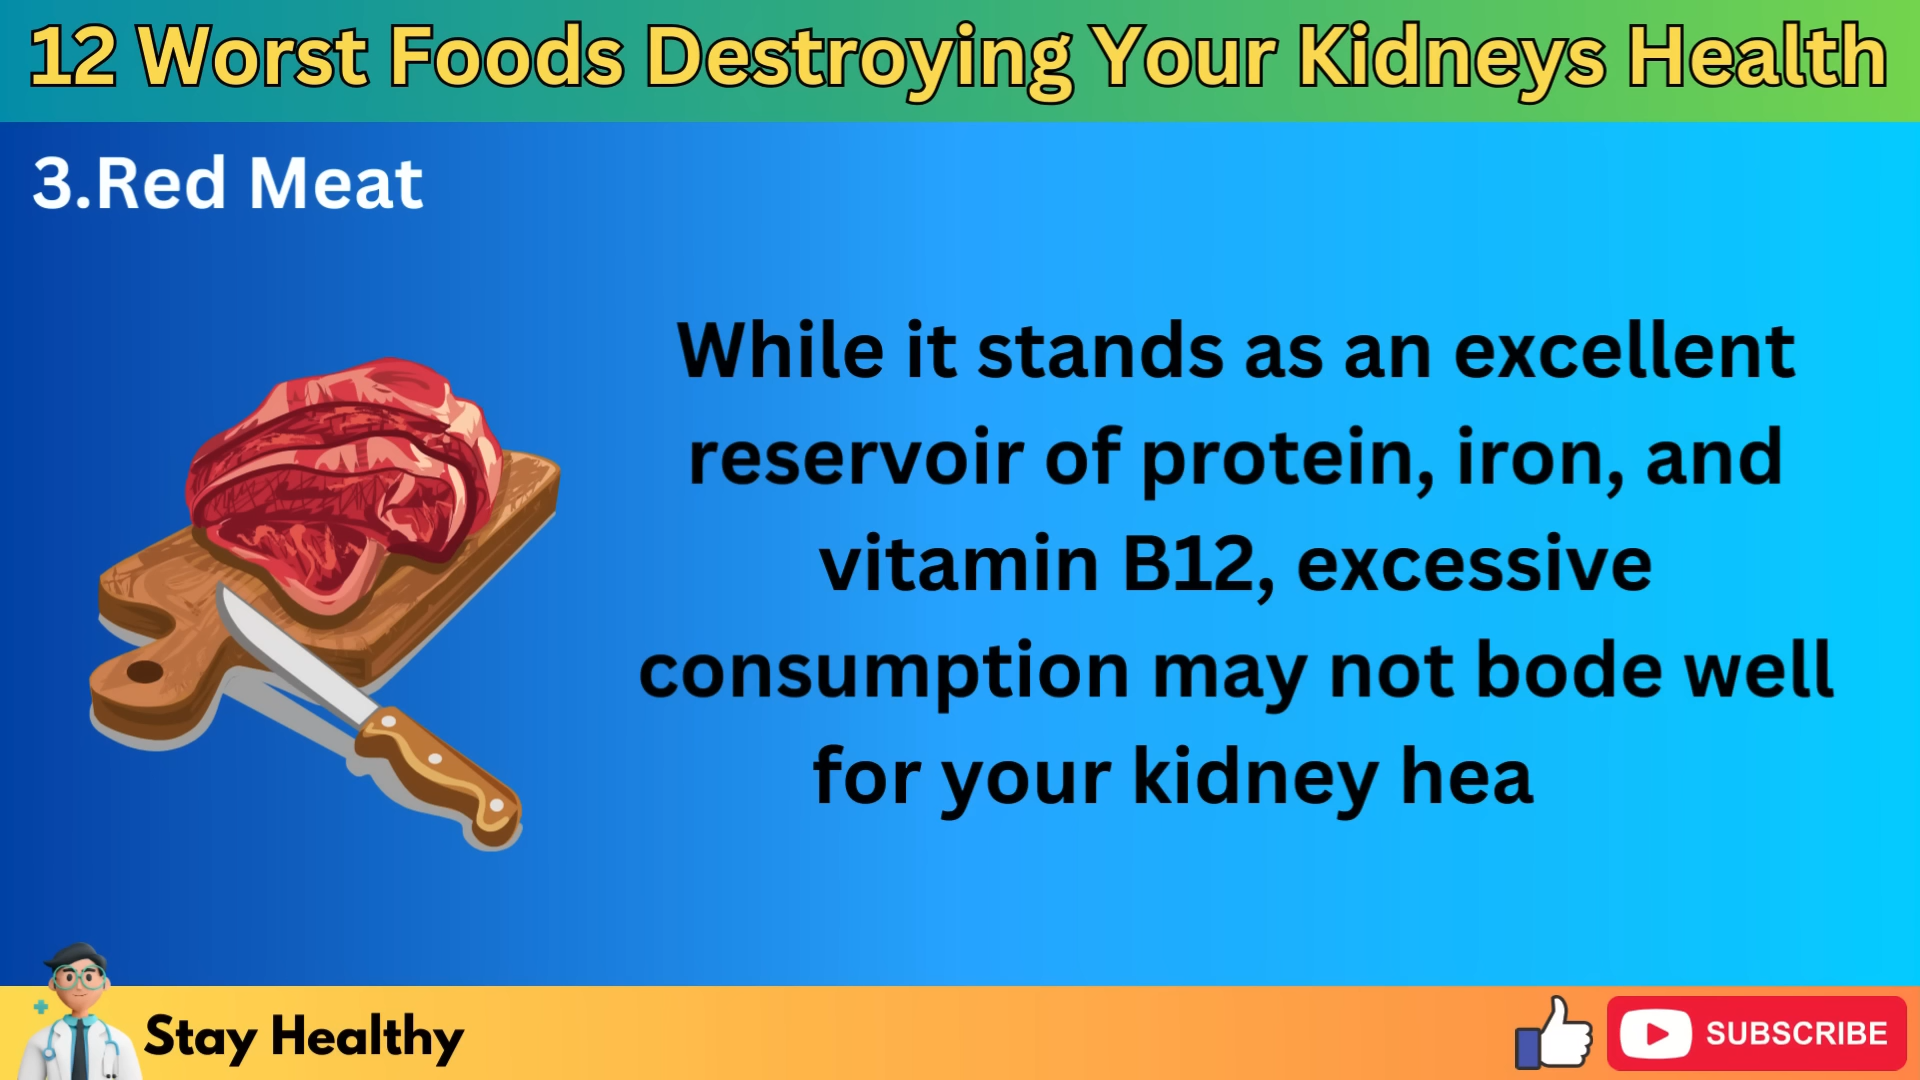 12 Worst Foods Destroying Your Kidneys Health
3.Red Meat
While it stands as an excellent
reservoir of protein, iron, and
vitamin B12, excessive
consumption may not bode well
for your kidney hea
Stay Healthy
SUBSCRIBE